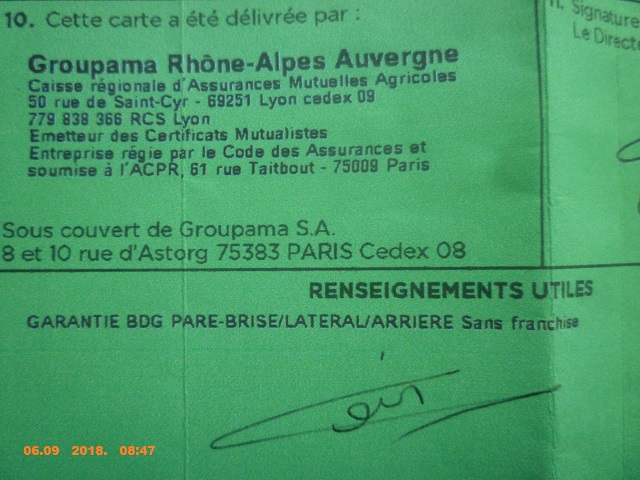 10. Cette carte a été délivrée par :
Groupama Rhône-Alpes Auvergne
Caisse régionale d'Assurances Mutuelles Agricoles
50 rue de Saint-Cyr - 69251 Lyon cedex 09
779 838 366 RCS Lyon
Emetteur des Certificats Mutualistes
Entreprise régie par le Code des Assurances et
soumise à l'ACPR, 61 rue Taitbout - 75009 Paris
Sous couvert de Groupama S.A.
8 et 10 rue d'Astorg 75383 PARIS Cedex 08
11. Signature
Le Directe
RENSEIGNEMENTS UTILES
GARANTIE BDG PARE-BRISE/LATERAL/ARRIERE Sans franchise
06.09 2018. 08:47